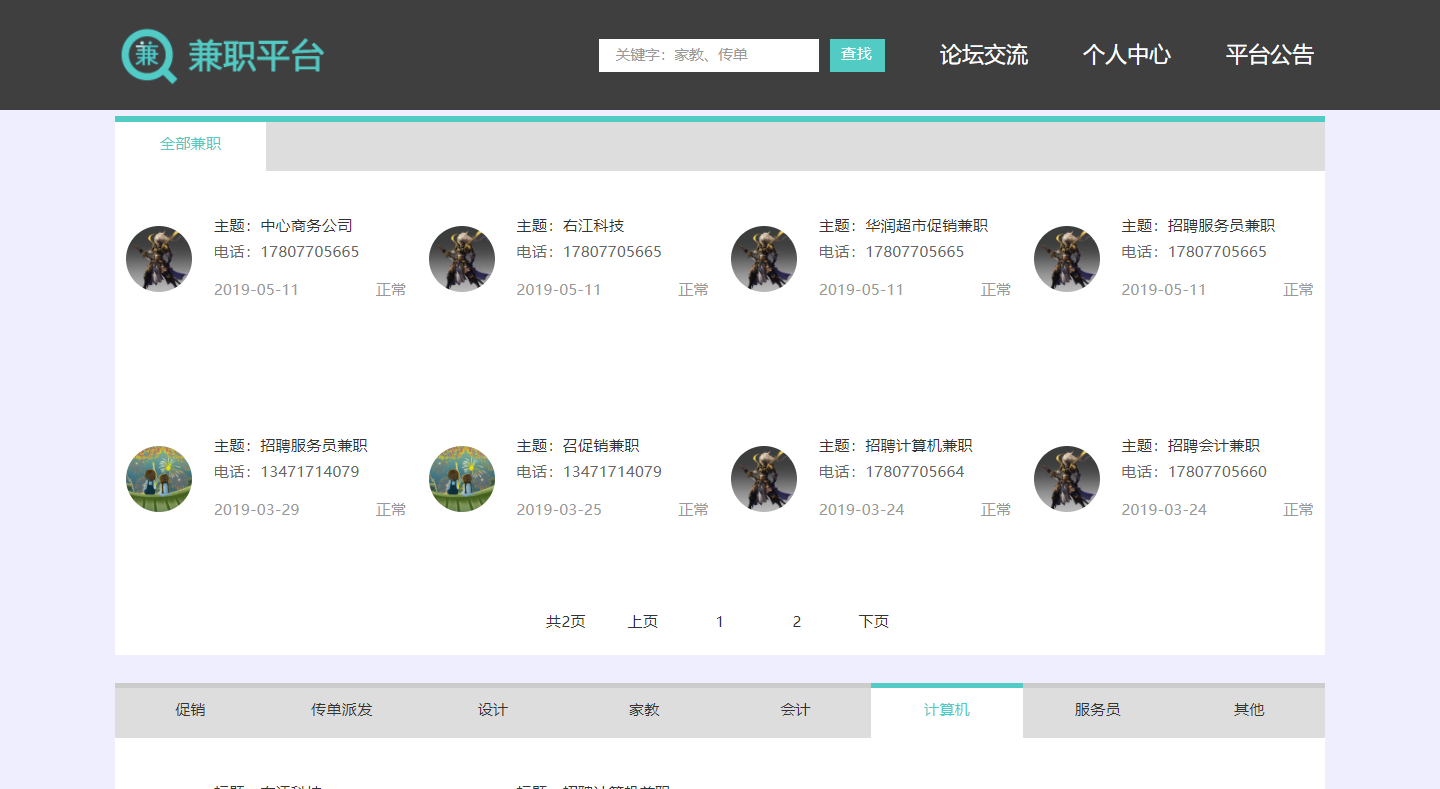 兼 兼职平台
关键字：家教、传单 查找 论坛交流 个人中心 平台公告
全部兼职
主题：中心商务公司
电话：17807705665
2019-05-11 正常
主题：右江科技
电话：17807705665
2019-05-11 正常
主题：华润超市促销兼职
电话：17807705665
2019-05-11 正常
主题：招聘服务员兼职
电话：17807705665
2019-05-11 正常
主题：招聘服务员兼职
电话：13471714079
2019-03-29 正常
主题：召促销兼职
电话：13471714079
2019-03-25 正常
主题：招聘计算机兼职
电话：17807705664
2019-03-24 正常
主题：招聘会计兼职
电话：17807705660
2019-03-24 正常
共2页 上页 1 2 下页
促销 传单派发 设计 家教 会计 计算机 服务员 其他